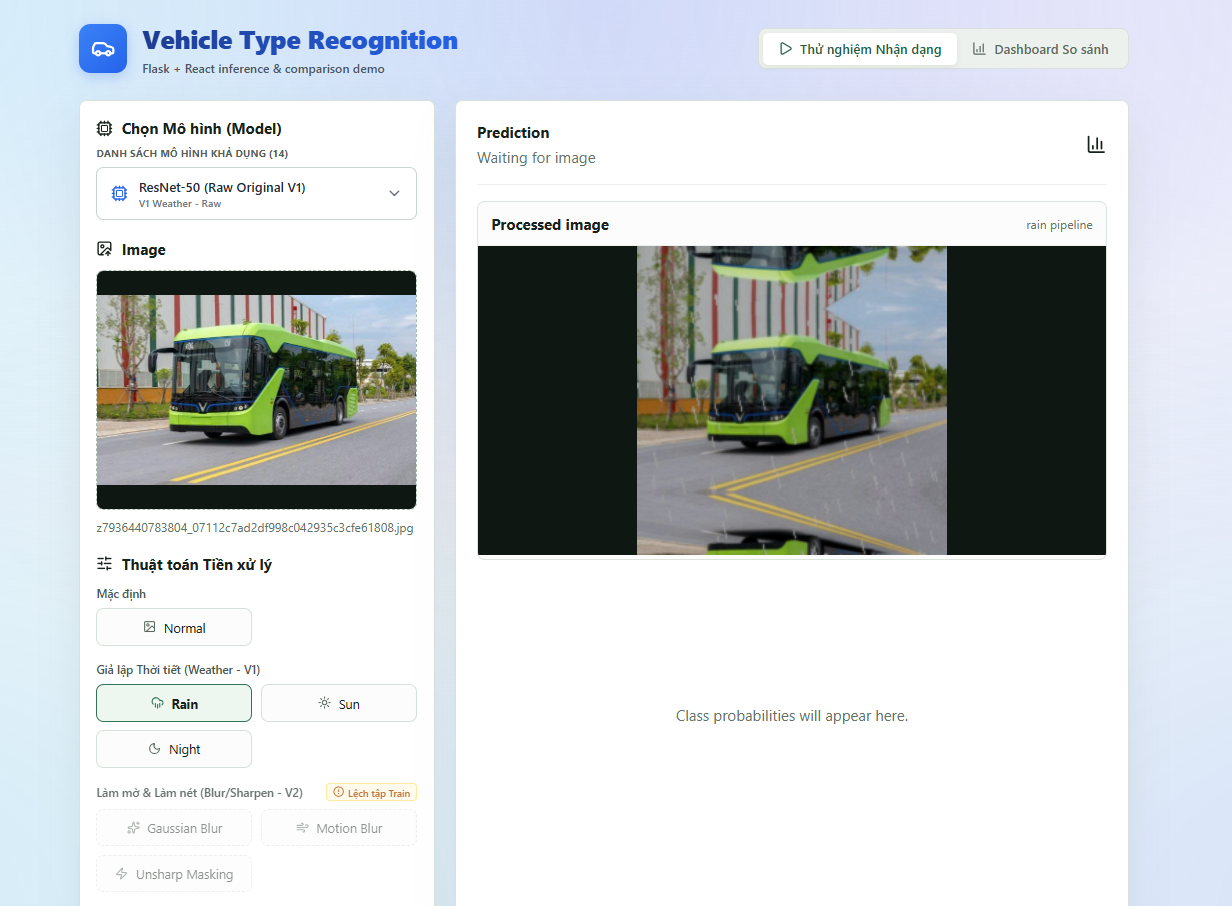 Vehicle Type Recognition
Flask + React inference & comparison demo
Thử nghiệm Nhận dạng
Dashboard So sánh
Chọn Mô hình (Model)
DANH SÁCH MÔ HÌNH KHẢ DỤNG (14)
ResNet-50 (Raw Original V1)
V1 Weather - Raw
Image
z7936440783804_07112c7ad2df998c042935c3cfe61808.jpg
Thuật toán Tiền xử lý
Mặc định
Normal
Giả lập Thời tiết (Weather - V1)
Rain
Sun
Night
Làm mờ & Làm nét (Blur/Sharpen - V2)
Lệch tập Train
Gaussian Blur
Motion Blur
Unsharp Masking
Prediction
Waiting for image
Processed image
rain pipeline
Class probabilities will appear here.